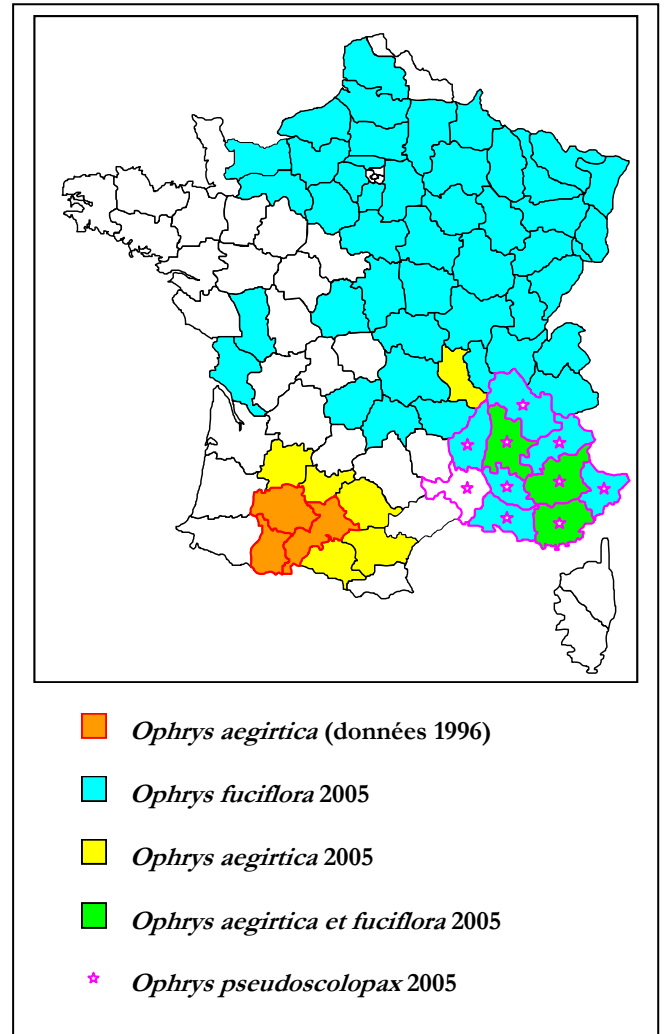 Ophrys aegirtica (données 1996)
Ophrys fuciflora 2005
Ophrys aegirtica 2005
Ophrys aegirtica et fuciflora 2005
Ophrys pseudoscolopax 2005